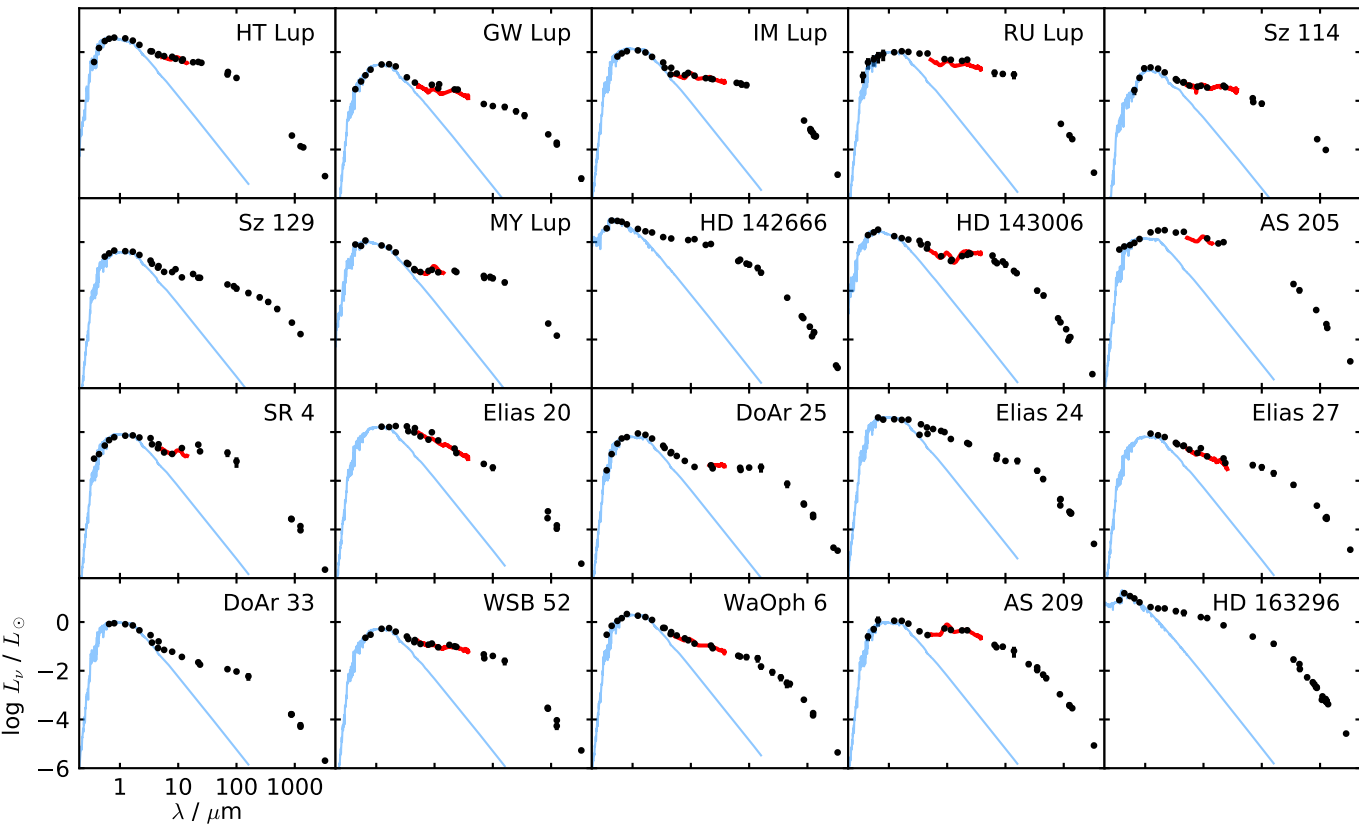 HT Lup
GW Lup
IM Lup
RU Lup
Sz 114
Sz 129
MY Lup
HD 142666
HD 143006
AS 205
SR 4
Elias 20
DoAr 25
Elias 24
Elias 27
DoAr 33
WSB 52
WaOph 6
AS 209
HD 163296
0
−2
−4
−6
log Lν / L⊙
1 10 100 1000
λ / μm